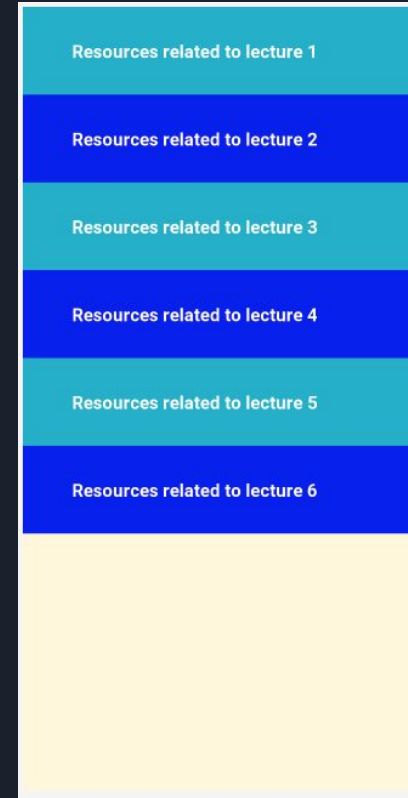 Resources related to lecture 1
Resources related to lecture 2
Resources related to lecture 3
Resources related to lecture 4
Resources related to lecture 5
Resources related to lecture 6